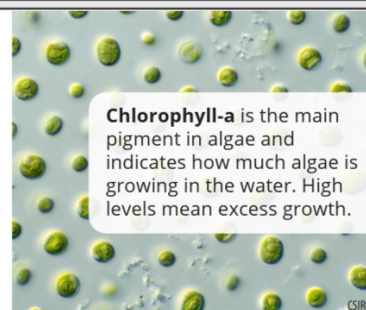 Chlorophyll-a is the main
pigment in algae and
indicates how much algae is
growing in the water. High
levels mean excess growth.
CSIR